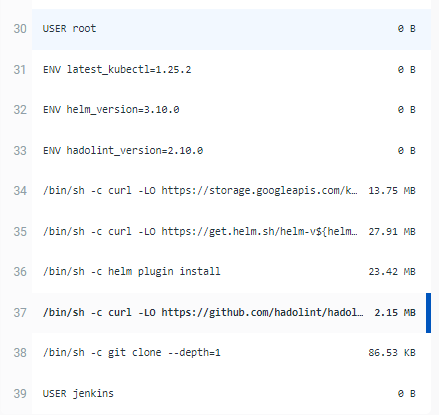 30 USER root 0 B
31 ENV latest_kubectl=1.25.2 0 B
32 ENV helm_version=3.10.0 0 B
33 ENV hadolint_version=2.10.0 0 B
34 /bin/sh -c curl -LO https://storage.googleapis.com/k… 13.75 MB
35 /bin/sh -c curl -LO https://get.helm.sh/helm-v${helm… 27.91 MB
36 /bin/sh -c helm plugin install 23.42 MB
37 /bin/sh -c curl -LO https://github.com/hadolint/hadol… 2.15 MB
38 /bin/sh -c git clone --depth=1 86.53 KB
39 USER jenkins 0 B